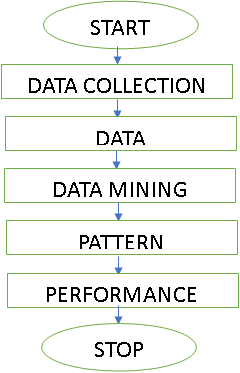 START
DATA COLLECTION
DATA
DATA MINING
PATTERN
PERFORMANCE
STOP